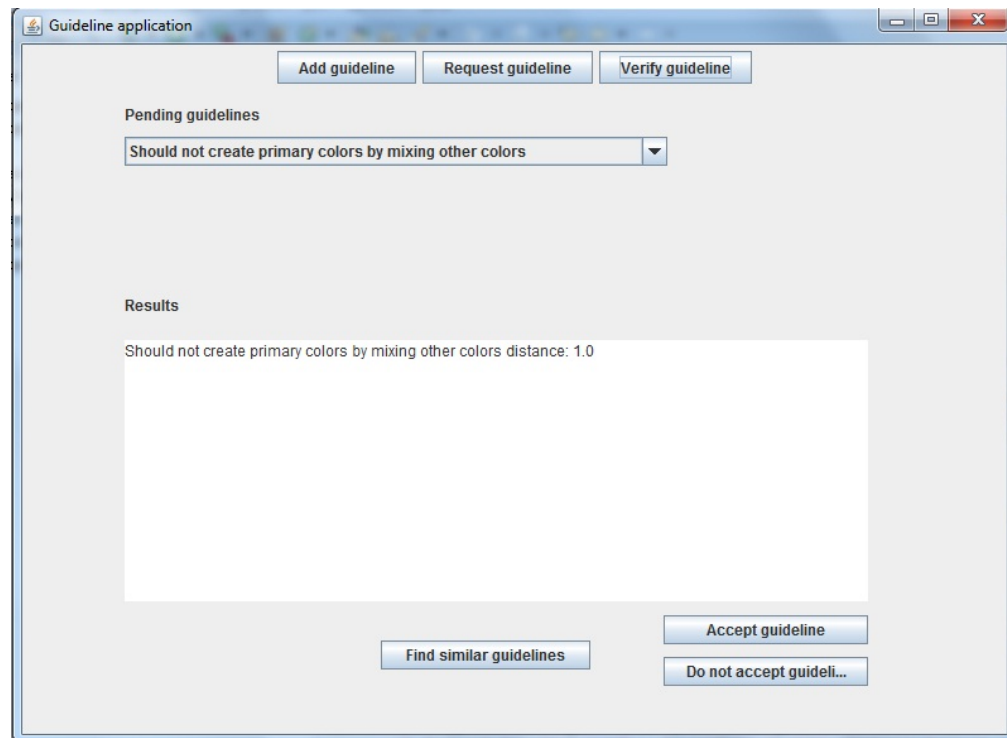 Guideline application
Add guideline Request guideline Verify guideline
Pending guidelines
Should not create primary colors by mixing other colors
Results
Should not create primary colors by mixing other colors distance: 1.0
Accept guideline
Find similar guidelines
Do not accept guideli...